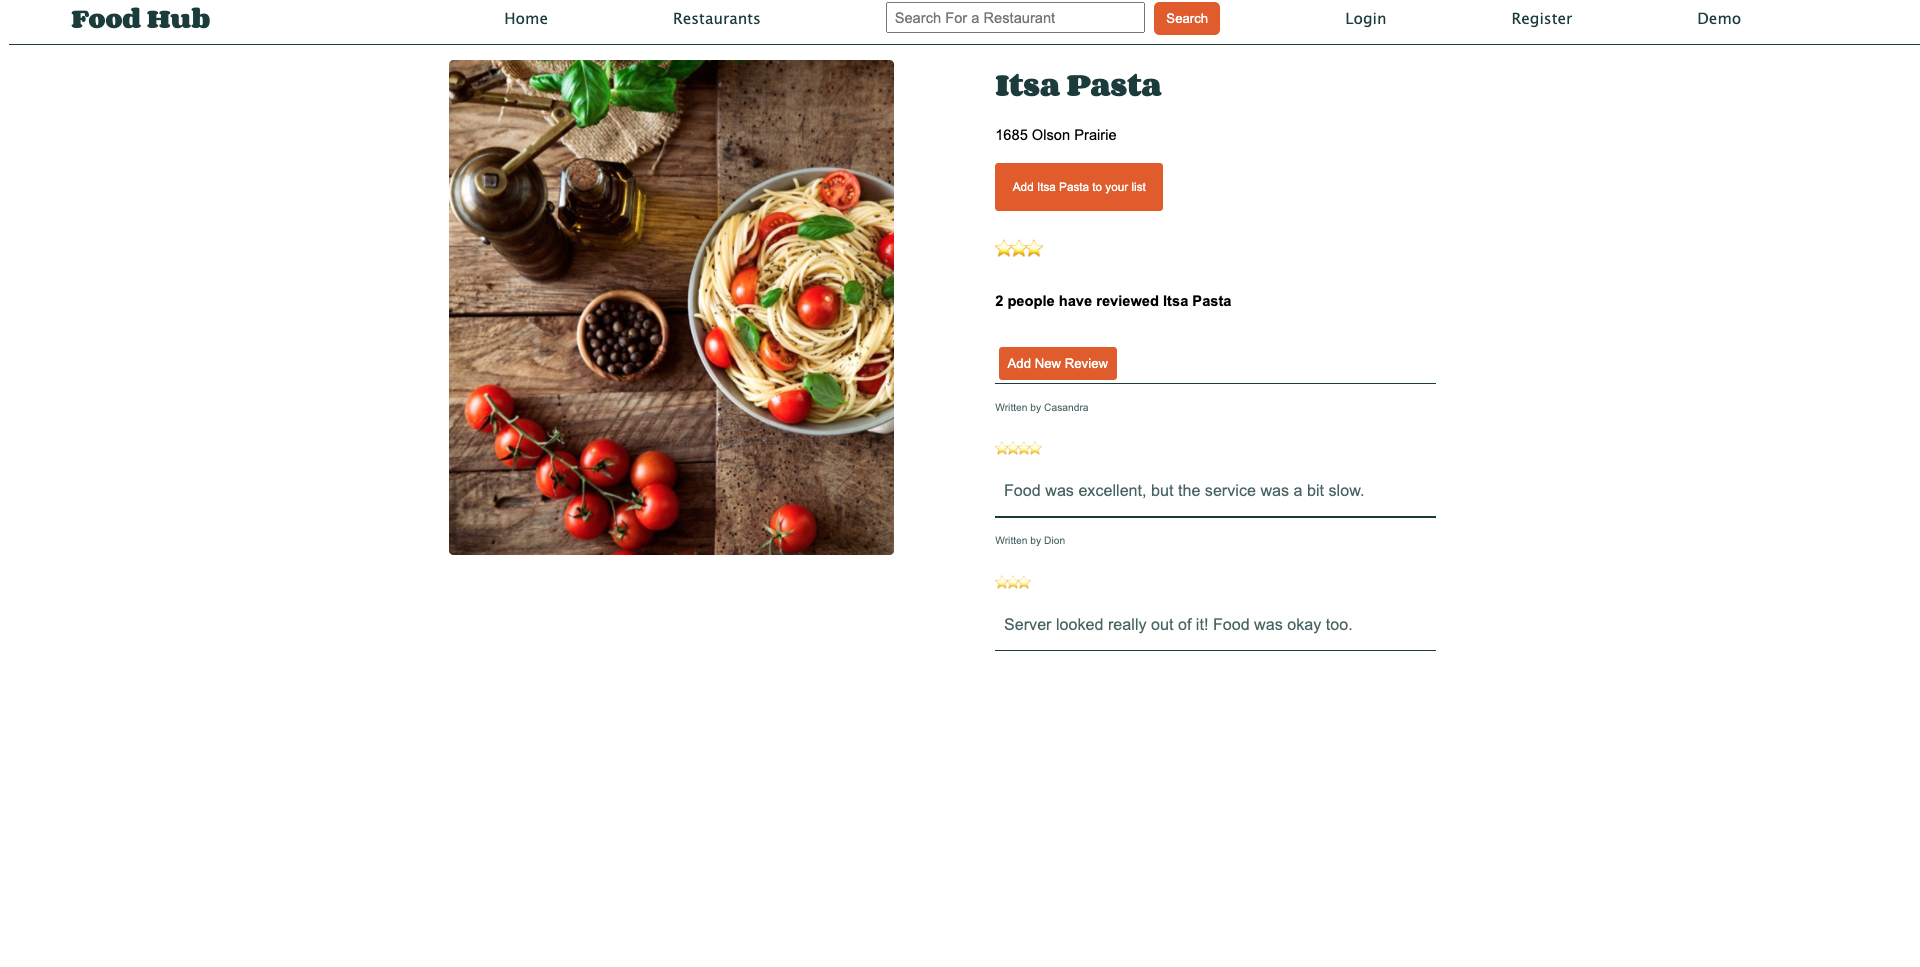 Food Hub
Home
Restaurants
Search For a Restaurant
Search
Login
Register
Demo
Itsa Pasta
1685 Olson Prairie
Add Itsa Pasta to your list
2 people have reviewed Itsa Pasta
Add New Review
Written by Casandra
Food was excellent, but the service was a bit slow.
Written by Dion
Server looked really out of it! Food was okay too.